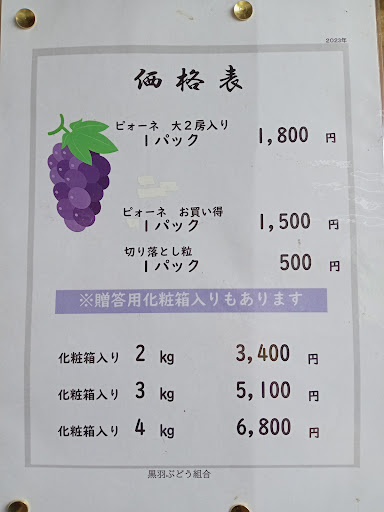 2023年
価格表
ピォーネ 大2房入り
1パック 1,800 円
ピォーネ お買い得
1パック 1,500 円
切り落とし粒
1パック 500 円
※贈答用化粧箱入りもあります
化粧箱入り 2 kg 3,400 円
化粧箱入り 3 kg 5,100 円
化粧箱入り 4 kg 6,800 円
黒羽ぶどう組合